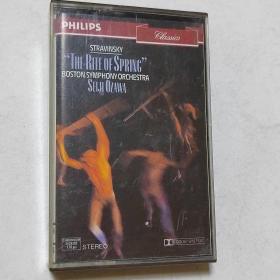 PHILIPS
Classics
STRAVINSKY
"THE RITE OF SPRING"
BOSTON SYMPHONY ORCHESTRA
SEIJI OZAWA
STEREO